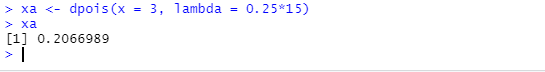 > xa <- dpois(x = 3, lambda = 0.25*15)
> xa
[1] 0.2066989
>